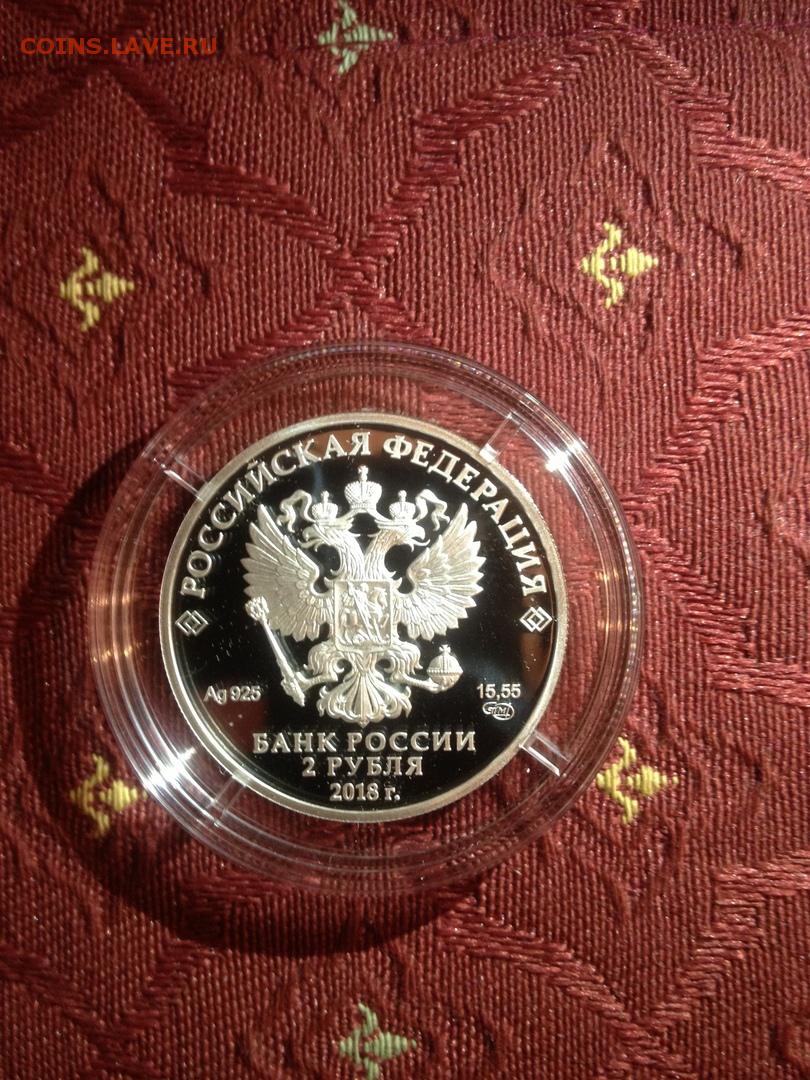 COINS.LAVE.RU
РОССИЙСКАЯ ФЕДЕРАЦИЯ
Ag 925
15,55
БАНК РОССИИ
2 РУБЛЯ
2018 г.